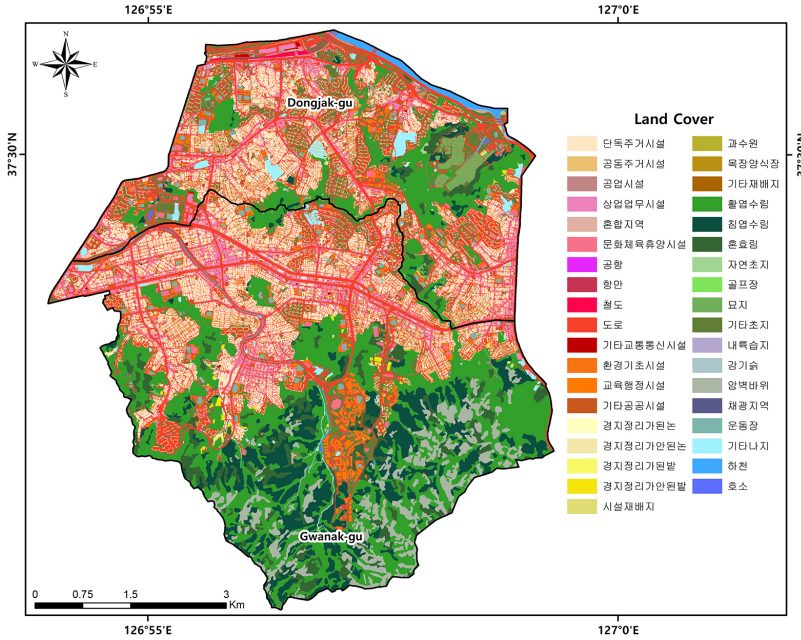 126°55'E
127°0'E
N
W
E
S
37°30'N
37°30'N
Dongjak-gu
Gwanak-gu
Land Cover
단독주거시설
공동주거시설
공업시설
상업업무시설
혼합지역
문화체육휴양시설
공항
항만
철도
도로
기타교통통신시설
환경기초시설
교육행정시설
기타공공시설
경지정리가된논
경지정리가안된논
경지정리가된밭
경지정리가안된밭
시설재배지
과수원
목장양식장
기타재배지
활엽수림
침엽수림
혼효림
자연초지
골프장
묘지
기타초지
내륙습지
강기슭
암벽바위
채광지역
운동장
기타나지
하천
호소
0 0.75 1.5 3
Km
126°55'E
127°0'E